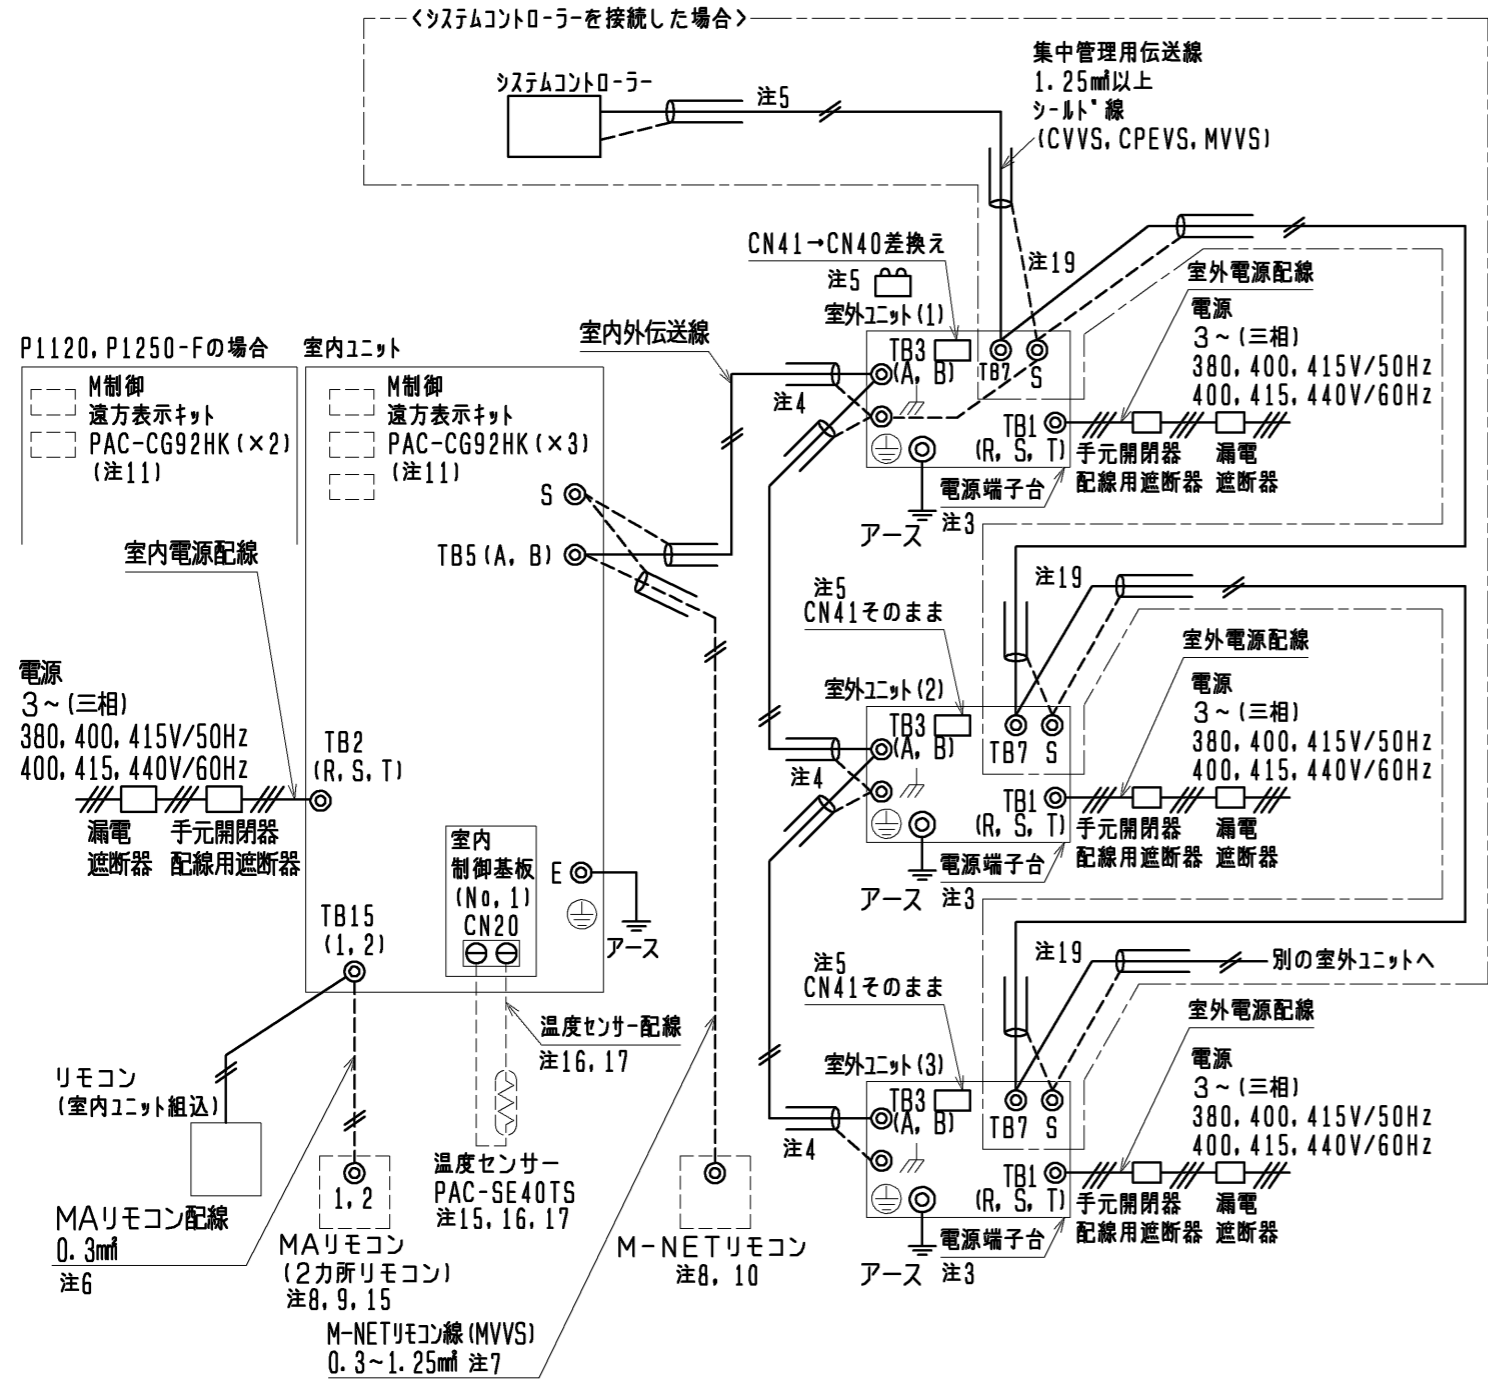 <システムコントローラーを接続した場合>
システムコントローラー
注5
集中管理用伝送線
1.25㎟以上
シールド線
(CVVS,CPEVS,MVVS)
CN41→CN40差換え
注5
注19
室外電源配線
室外ユニット(1)
電源
3~(三相)
380,400,415V/50Hz
400,415,440V/60Hz
TB3
(A, B)
TB7
S
TB1
(R, S, T)
手元開閉器
配線用遮断器
漏電
遮断器
電源端子台
注3
アース
室内外伝送線
注4
P1120,P1250-Fの場合
室内ユニット
M制御
遠方表示キット
PAC-CG92HK(×2)
(注11)
M制御
遠方表示キット
PAC-CG92HK(×3)
(注11)
S
TB5(A, B)
室内電源配線
電源
3~(三相)
380,400,415V/50Hz
400,415,440V/60Hz
TB2
(R,S,T)
漏電
遮断器
手元開閉器
配線用遮断器
室内
制御基板
(No,1)
CN20
E
アース
TB15
(1,2)
注5
CN41そのまま
注19
室外電源配線
室外ユニット(2)
電源
3~(三相)
380,400,415V/50Hz
400,415,440V/60Hz
TB3
(A, B)
TB7
S
注4
TB1
(R, S, T)
手元開閉器
配線用遮断器
漏電
遮断器
電源端子台
注3
アース
注5
CN41そのまま
注19
別の室外ユニットへ
室外電源配線
室外ユニット(3)
電源
3~(三相)
380,400,415V/50Hz
400,415,440V/60Hz
TB3
(A, B)
TB7
S
注4
TB1
(R, S, T)
手元開閉器
配線用遮断器
漏電
遮断器
電源端子台
注3
アース
温度センサー配線
注16,17
リモコン
(室内ユニット組込)
MAリモコン配線
0.3㎟
注6
1,2
MAリモコン
(2カ所リモコン)
注8,9,15
温度センサー
PAC-SE40TS
注15,16,17
M-NETリモコン
注8,10
M-NETリモコン線(MVVS)
0.3~1.25㎟ 注7